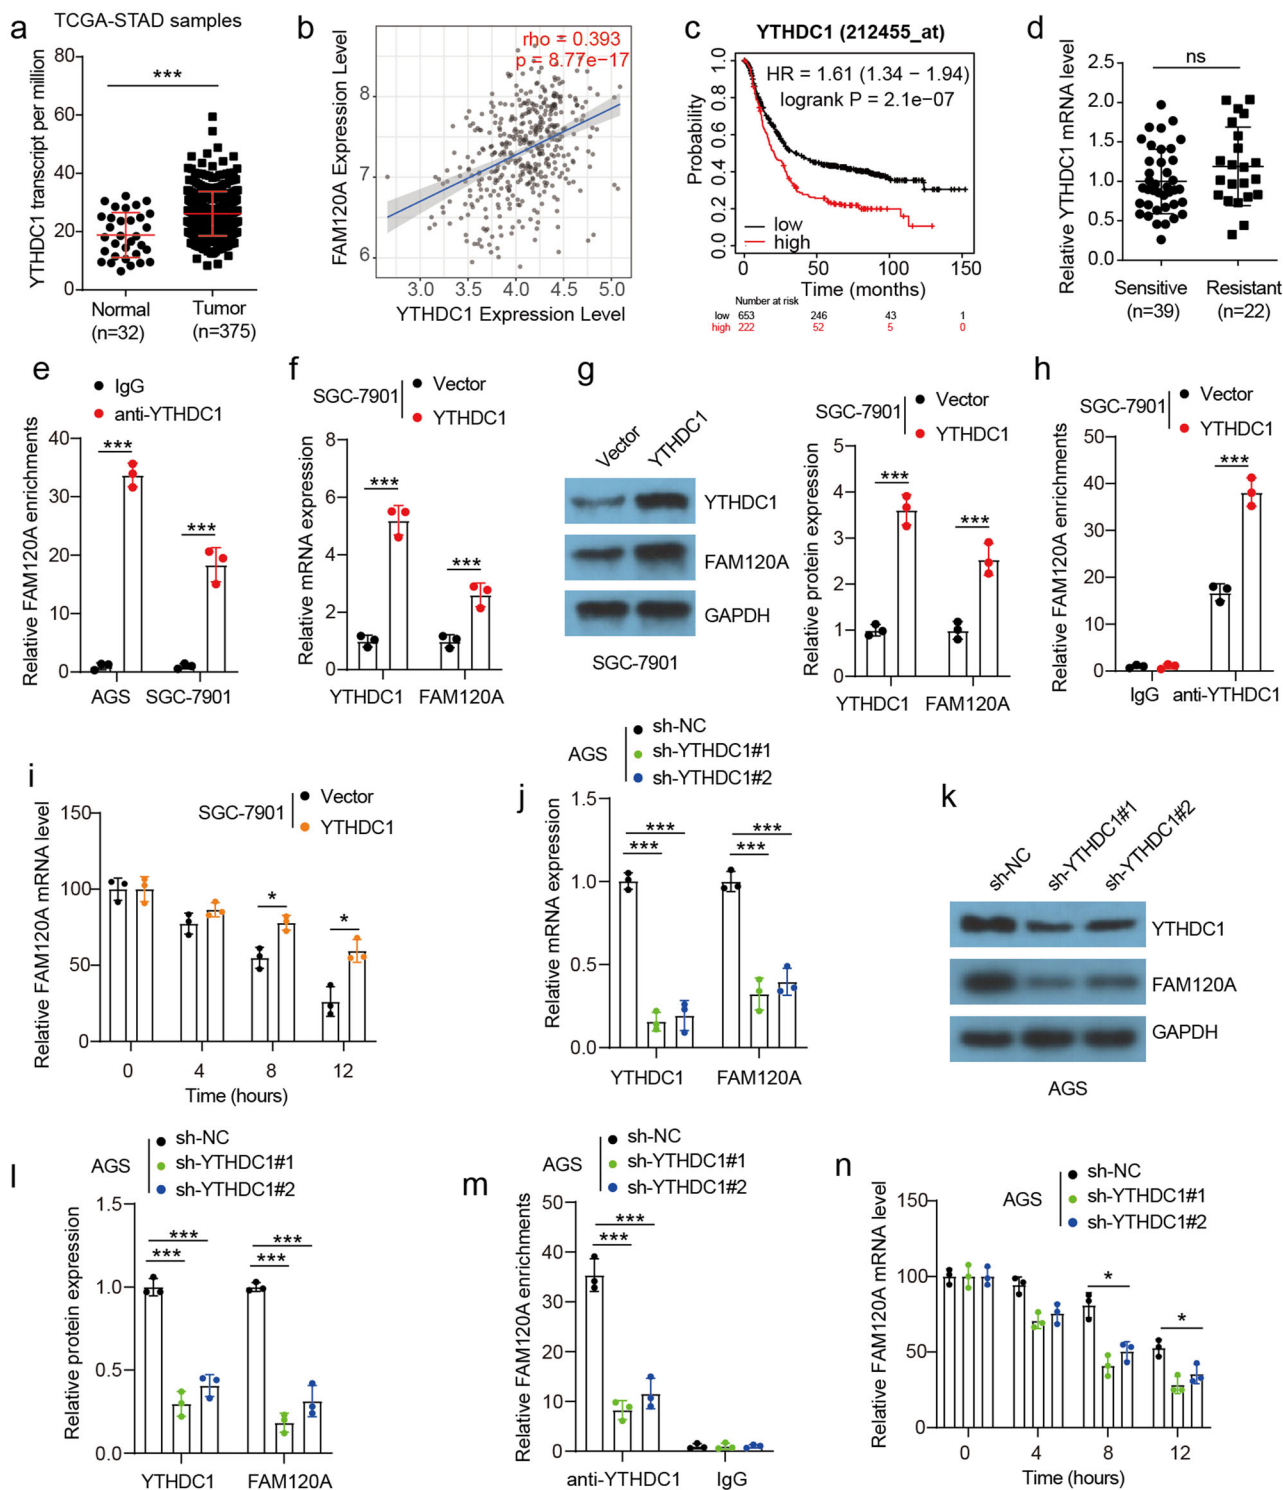 a
TCGA-STAD samples
YTHDC1 transcript per million
80
60
40
20
0
***
Normal
(n=32)
Tumor
(n=375)
b
FAM120A Expression Level
rho = 0.393
p = 8.77e−17
8
7
6
3.0 3.5 4.0 4.5 5.0
YTHDC1 Expression Level
c
YTHDC1 (212455_at)
HR = 1.61 (1.34 − 1.94)
logrank P = 2.1e−07
Probability
1.0
0.8
0.6
0.4
0.2
0.0
low
high
0 50 100 150
Time (months)
Number at risk
low 653 246 43 1
high 222 52 5 0
d
Relative YTHDC1 mRNA level
ns
2.5
2.0
1.5
1.0
0.5
0.0
Sensitive
(n=39)
Resistant
(n=22)
e
IgG
anti-YTHDC1
Relative FAM120A enrichments
40
30
20
10
0
***
***
AGS SGC-7901
f
SGC-7901
Vector
YTHDC1
Relative mRNA expression
8
6
4
2
0
***
***
YTHDC1 FAM120A
g
Vector
YTHDC1
YTHDC1
FAM120A
GAPDH
SGC-7901
SGC-7901
Vector
YTHDC1
Relative protein expression
5
4
3
2
1
0
***
***
YTHDC1 FAM120A
h
SGC-7901
Vector
YTHDC1
Relative FAM120A enrichments
50
40
30
20
10
0
***
IgG anti-YTHDC1
i
SGC-7901
Vector
YTHDC1
Relative FAM120A mRNA level
150
100
50
0
*
*
0 4 8 12
Time (hours)
j
AGS
sh-NC
sh-YTHDC1#1
sh-YTHDC1#2
Relative mRNA expression
1.5
1.0
0.5
0.0
***
***
***
***
YTHDC1 FAM120A
k
sh-NC
sh-YTHDC1#1
sh-YTHDC1#2
YTHDC1
FAM120A
GAPDH
AGS
l
AGS
sh-NC
sh-YTHDC1#1
sh-YTHDC1#2
Relative protein expression
1.5
1.0
0.5
0.0
***
***
***
***
YTHDC1 FAM120A
m
AGS
sh-NC
sh-YTHDC1#1
sh-YTHDC1#2
Relative FAM120A enrichments
50
40
30
20
10
0
***
***
anti-YTHDC1 IgG
n
AGS
sh-NC
sh-YTHDC1#1
sh-YTHDC1#2
Relative FAM120A mRNA level
150
100
50
0
*
*
0 4 8 12
Time (hours)